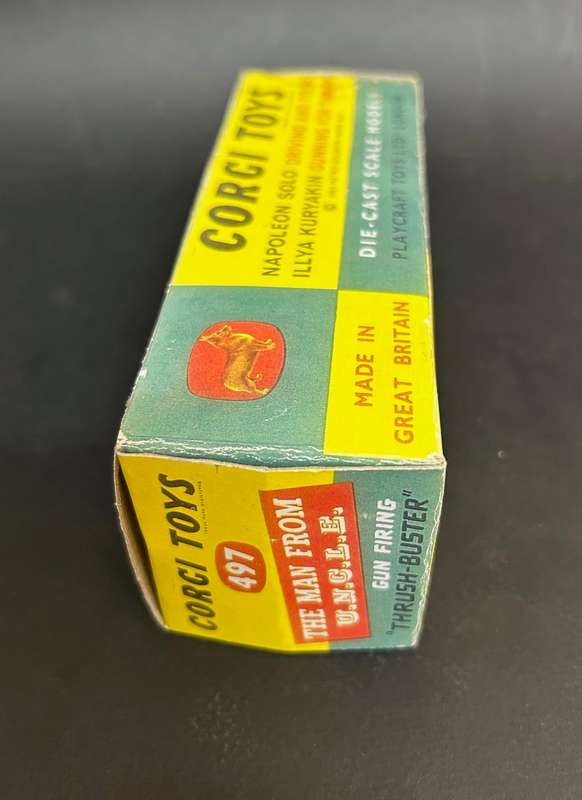 CORGI TOYS
NAPOLEON SOLO DRIVING AND
ILLYA KURYAKIN GUNNING FOR
DIE-CAST SCALE MODELS
PLAYCRAFT TOYS LTD. LONDON
MADE IN
GREAT BRITAIN
CORGI TOYS
497
THE MAN FROM
U.N.C.L.E.
GUN FIRING
"THRUSH-BUSTER"